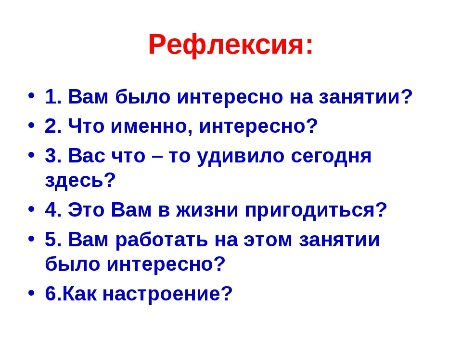 Рефлексия:
• 1. Вам было интересно на занятии?
• 2. Что именно, интересно?
• 3. Вас что – то удивило сегодня
здесь?
• 4. Это Вам в жизни пригодиться?
• 5. Вам работать на этом занятии
было интересно?
• 6.Как настроение?